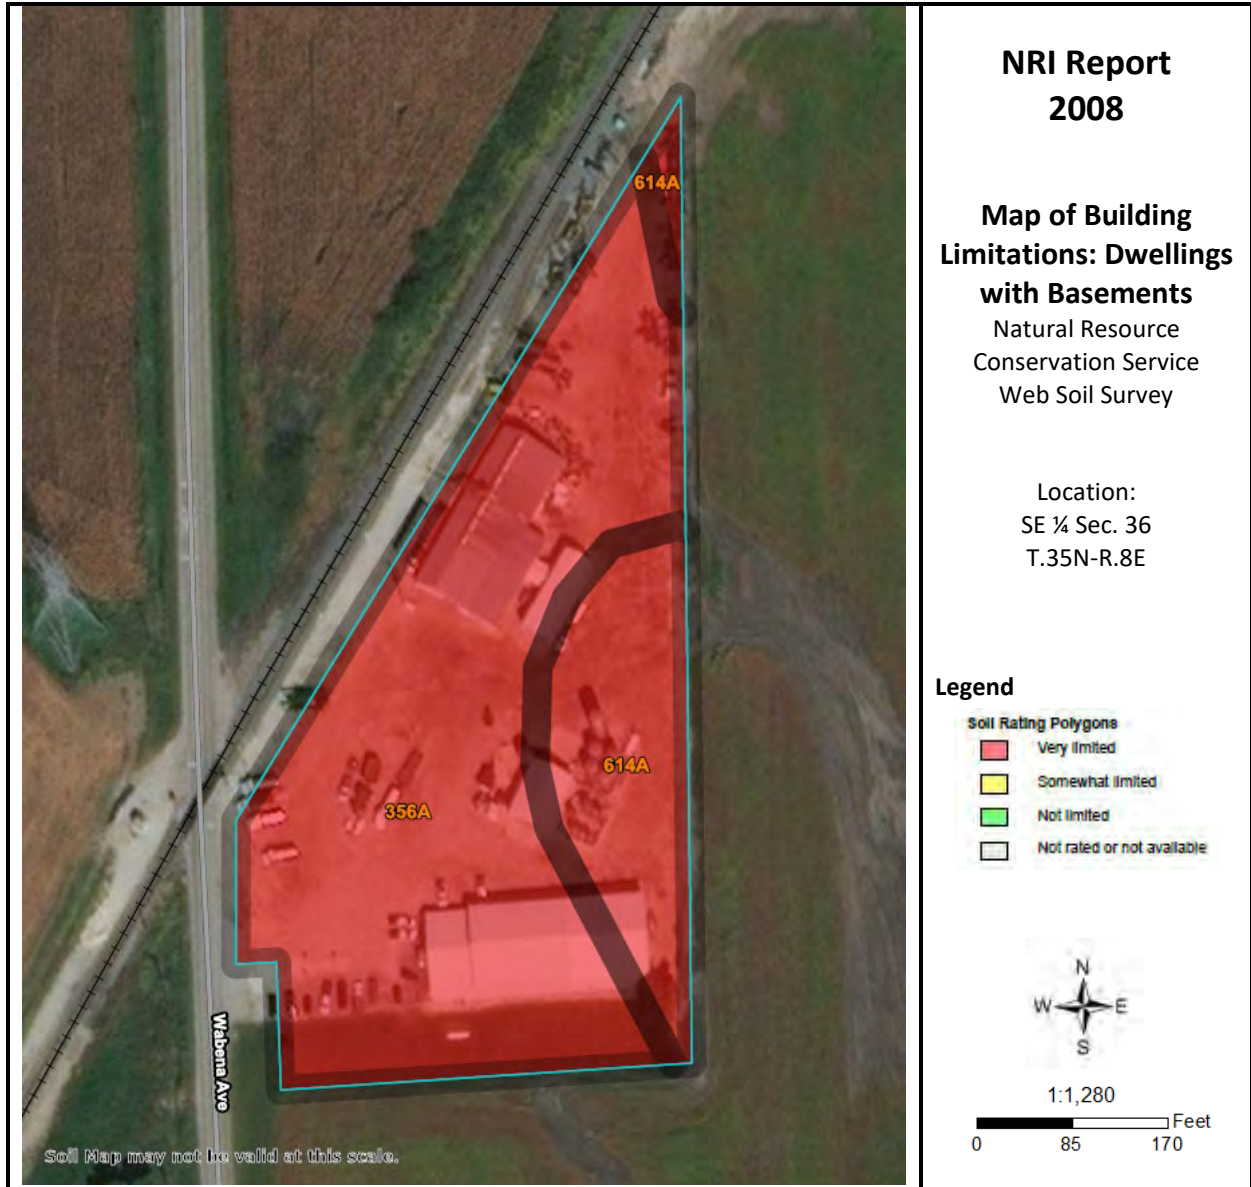 614A
614A
356A
Wabena Ave
Soil Map may not be valid at this scale.
NRI Report
2008
Map of Building
Limitations: Dwellings
with Basements
Natural Resource
Conservation Service
Web Soil Survey
Location:
SE ¼ Sec. 36
T.35N-R.8E
Legend
Soil Rating Polygons
Very limited
Somewhat limited
Not limited
Not rated or not available
N
W E
S
1:1,280
Feet
0 85 170